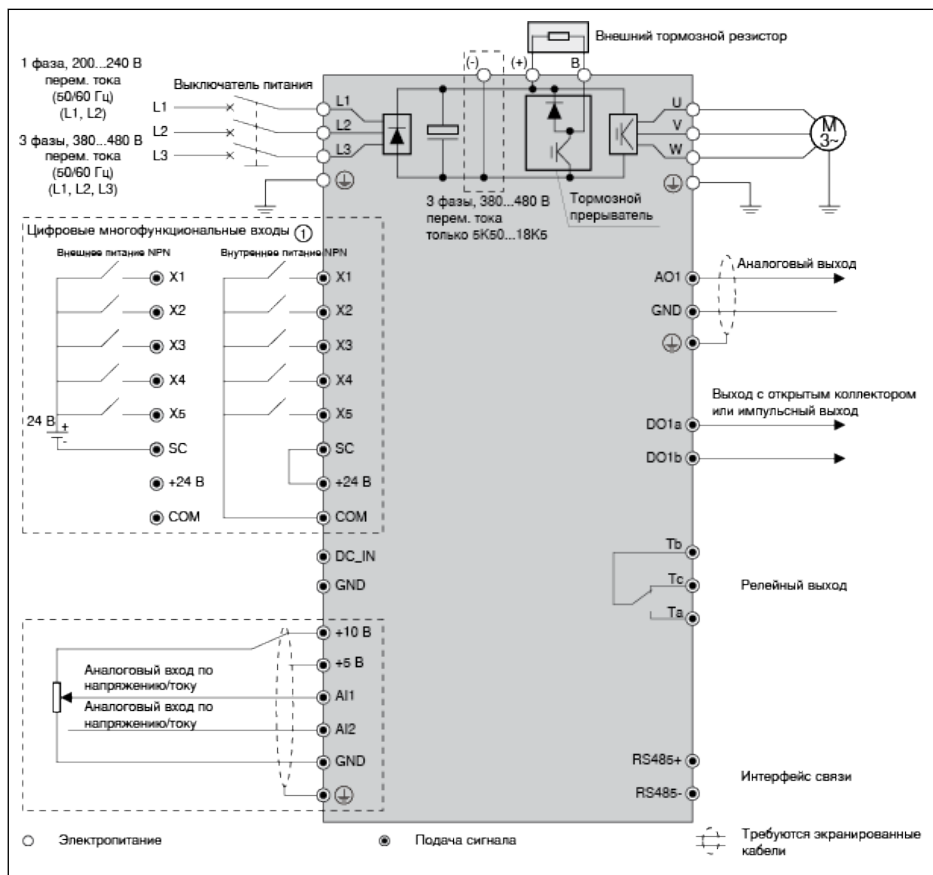 Внешний тормозной резистор
1 фаза, 200...240 В
перем. тока
(50/60 Гц)
(L1, L2)
Выключатель питания
(-)
(+)
B
L1
L2
L3
L1
L2
L3
U
V
W
M
3~
3 фазы, 380...480 В
перем. тока
(50/60 Гц)
(L1, L2, L3)
3 фазы, 380...480 В
перем. тока
только 5K50...18K5
Тормозной
прерыватель
Цифровые многофункциональные входы 1
Внешнее питание NPN
Внутреннее питание NPN
X1
X2
X3
X4
X5
24 В
+
-
SC
+24 В
COM
X1
X2
X3
X4
X5
SC
+24 В
COM
DC_IN
GND
AO1
Аналоговый выход
GND
Выход с открытым коллектором
или импульсный выход
DO1a
DO1b
Tb
Tc
Релейный выход
Ta
+10 В
+5 В
Аналоговый вход по
напряжению/току
AI1
Аналоговый вход по
напряжению/току
AI2
GND
RS485+
Интерфейс связи
RS485-
Электропитание
Подача сигнала
Требуются экранированные
кабели